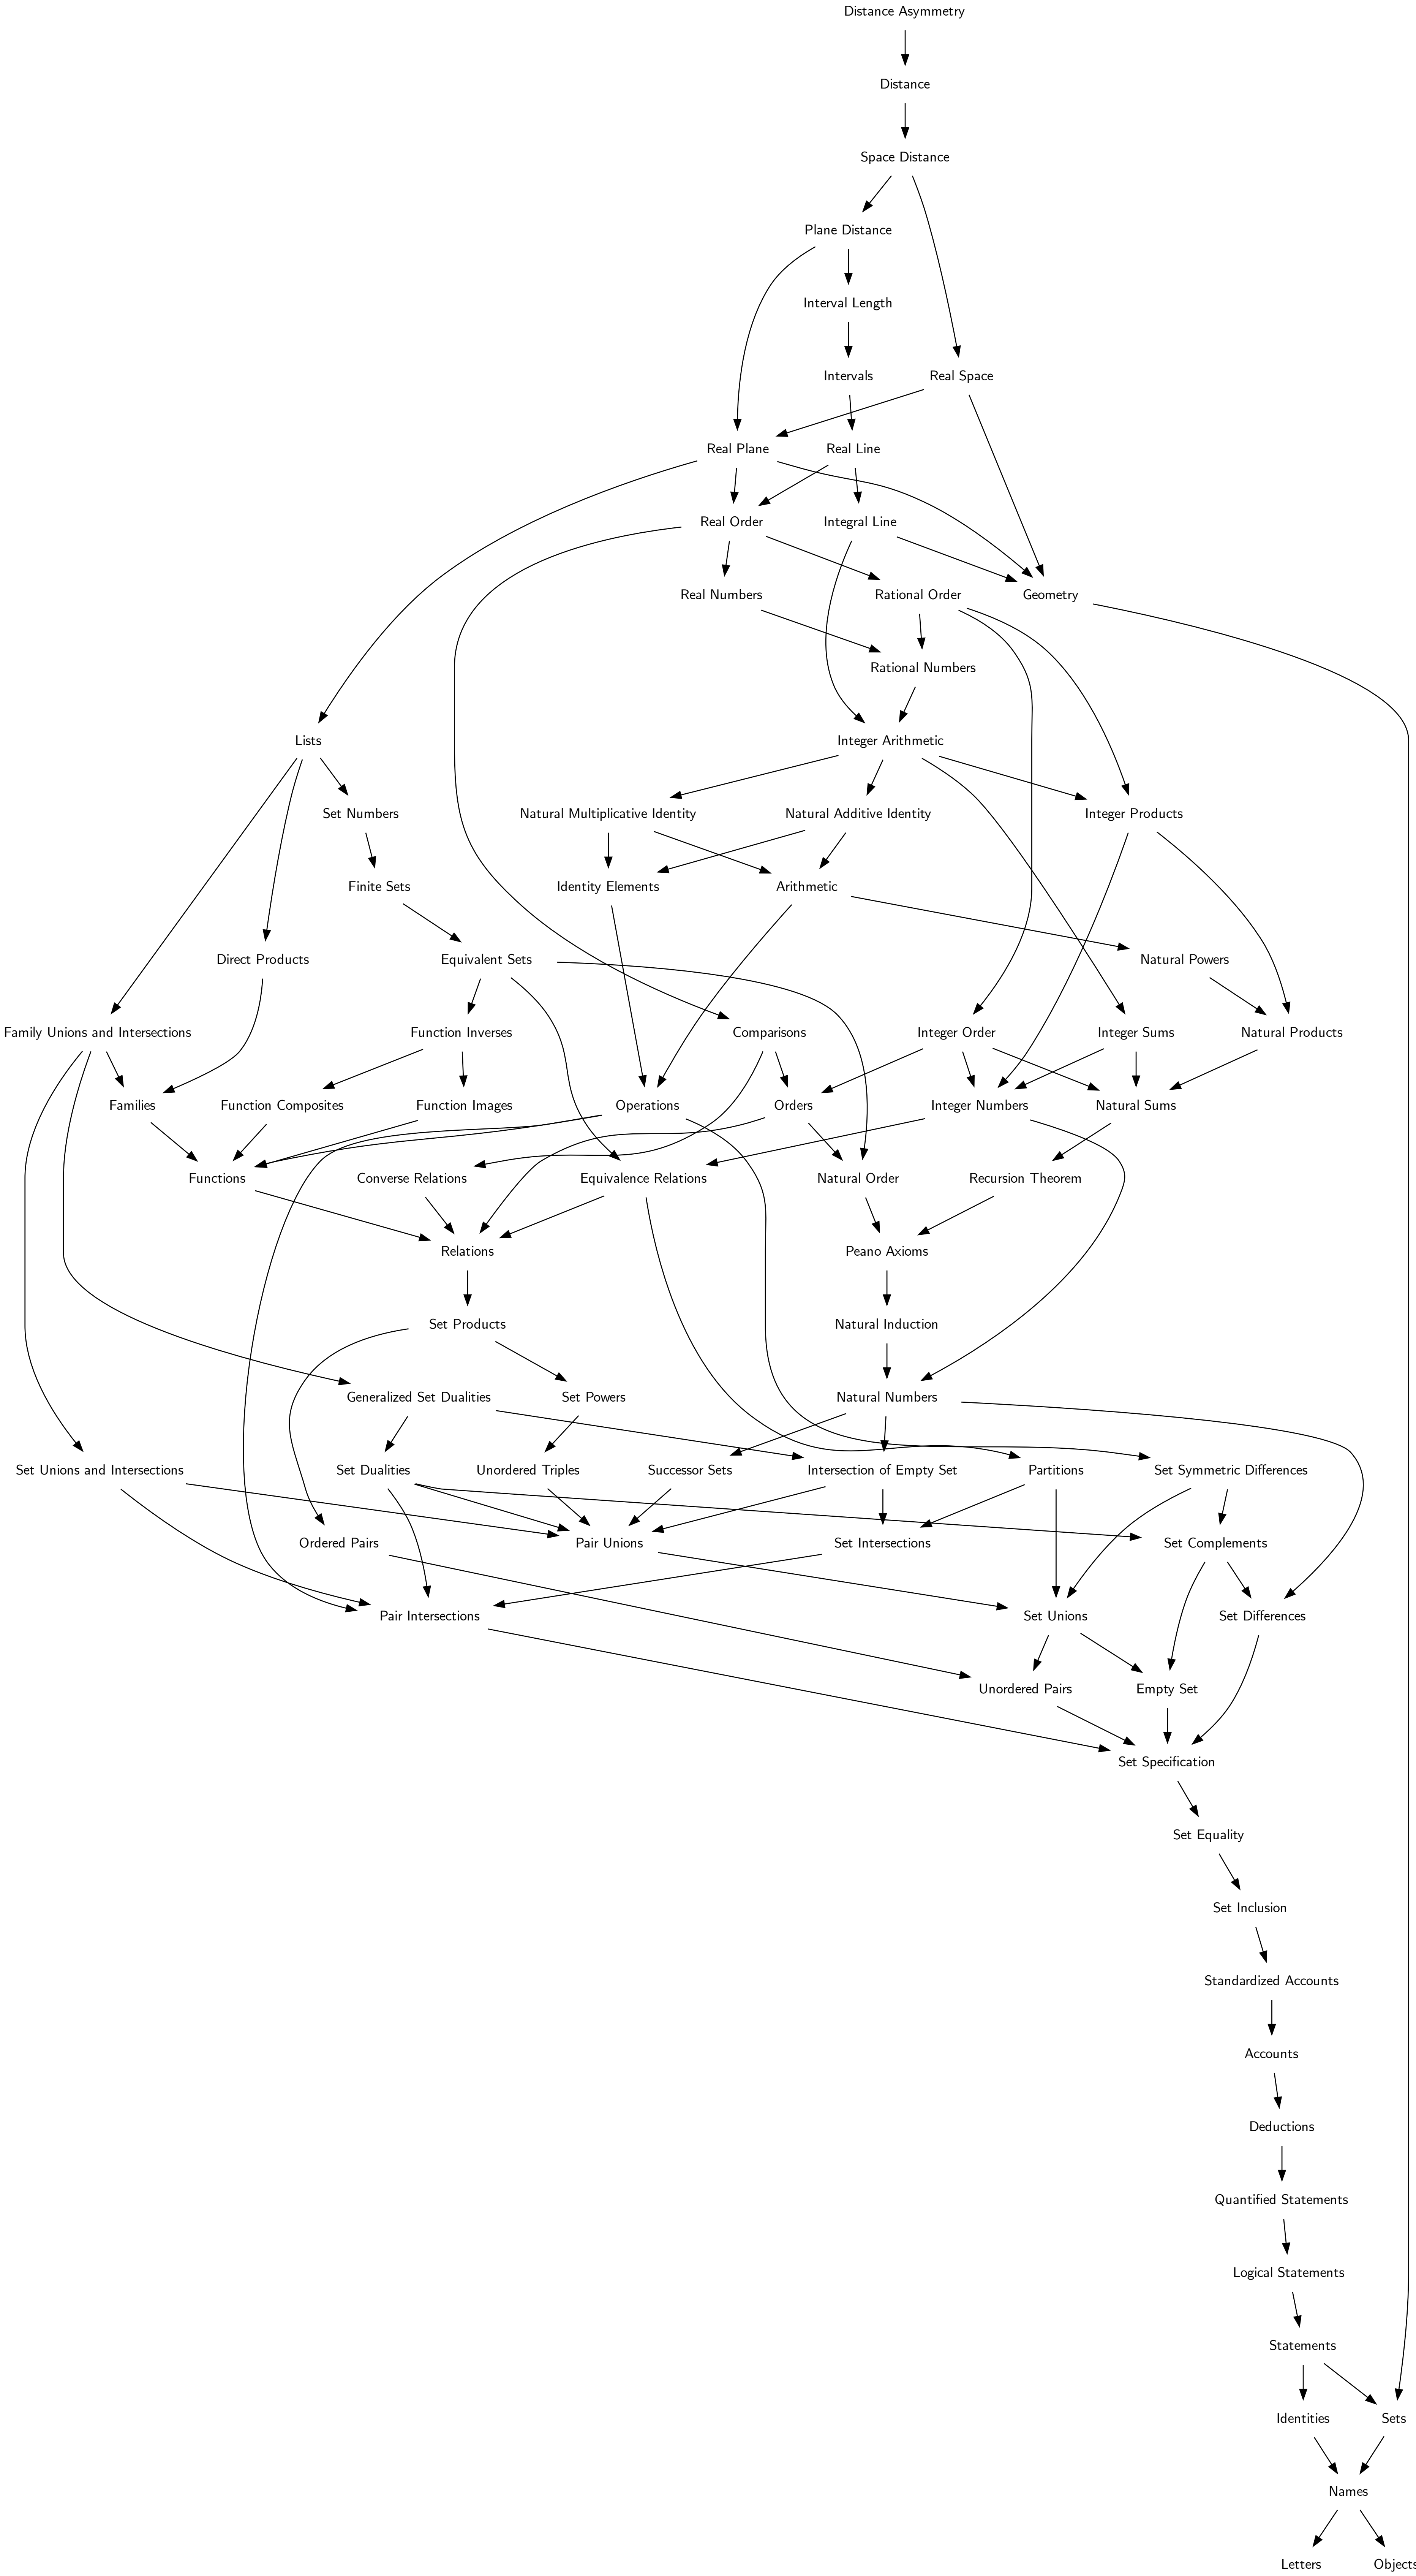 Distance Asymmetry
Distance
Space Distance
Plane Distance
Interval Length
Intervals
Real Space
Real Plane
Real Line
Real Order
Integral Line
Real Numbers
Rational Order
Geometry
Rational Numbers
Lists
Integer Arithmetic
Set Numbers
Natural Multiplicative Identity
Natural Additive Identity
Integer Products
Finite Sets
Identity Elements
Arithmetic
Direct Products
Equivalent Sets
Natural Powers
Family Unions and Intersections
Function Inverses
Comparisons
Integer Order
Integer Sums
Natural Products
Families
Function Composites
Function Images
Operations
Orders
Integer Numbers
Natural Sums
Functions
Converse Relations
Equivalence Relations
Natural Order
Recursion Theorem
Relations
Peano Axioms
Set Products
Natural Induction
Generalized Set Dualities
Set Powers
Natural Numbers
Set Unions and Intersections
Set Dualities
Unordered Triples
Successor Sets
Intersection of Empty Set
Partitions
Set Symmetric Differences
Ordered Pairs
Pair Unions
Set Intersections
Set Complements
Pair Intersections
Set Unions
Set Differences
Unordered Pairs
Empty Set
Set Specification
Set Equality
Set Inclusion
Standardized Accounts
Accounts
Deductions
Quantified Statements
Logical Statements
Statements
Identities
Sets
Names
Letters
Objects